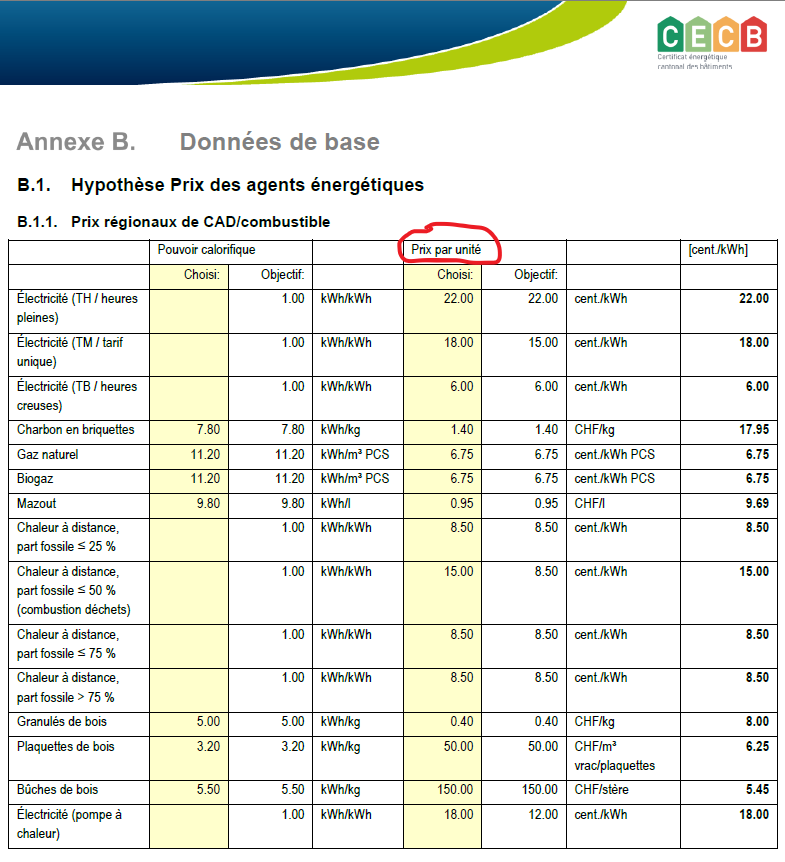 CECB
Certificat énergétique
cantonal des bâtiments
Annexe B. Données de base
B.1. Hypothèse Prix des agents énergétiques
B.1.1. Prix régionaux de CAD/combustible
Pouvoir calorifique Prix par unité [cent./kWh]
Choisi: Objectif: Choisi: Objectif:
Électricité (TH / heures
pleines) 1.00 kWh/kWh 22.00 22.00 cent./kWh 22.00
Électricité (TM / tarif
unique) 1.00 kWh/kWh 18.00 15.00 cent./kWh 18.00
Électricité (TB / heures
creuses) 1.00 kWh/kWh 6.00 6.00 cent./kWh 6.00
Charbon en briquettes 7.80 7.80 kWh/kg 1.40 1.40 CHF/kg 17.95
Gaz naturel 11.20 11.20 kWh/m³ PCS 6.75 6.75 cent./kWh PCS 6.75
Biogaz 11.20 11.20 kWh/m³ PCS 6.75 6.75 cent./kWh PCS 6.75
Mazout 9.80 9.80 kWh/l 0.95 0.95 CHF/l 9.69
Chaleur à distance,
part fossile ≤ 25 % 1.00 kWh/kWh 8.50 8.50 cent./kWh 8.50
Chaleur à distance,
part fossile ≤ 50 %
(combustion déchets) 1.00 kWh/kWh 15.00 8.50 cent./kWh 15.00
Chaleur à distance,
part fossile ≤ 75 % 1.00 kWh/kWh 8.50 8.50 cent./kWh 8.50
Chaleur à distance,
part fossile > 75 % 1.00 kWh/kWh 8.50 8.50 cent./kWh 8.50
Granulés de bois 5.00 5.00 kWh/kg 0.40 0.40 CHF/kg 8.00
Plaquettes de bois 3.20 3.20 kWh/kg 50.00 50.00 CHF/m³
vrac/plaquettes 6.25
Bûches de bois 5.50 5.50 kWh/kg 150.00 150.00 CHF/stère 5.45
Électricité (pompe à
chaleur) 1.00 kWh/kWh 18.00 12.00 cent./kWh 18.00